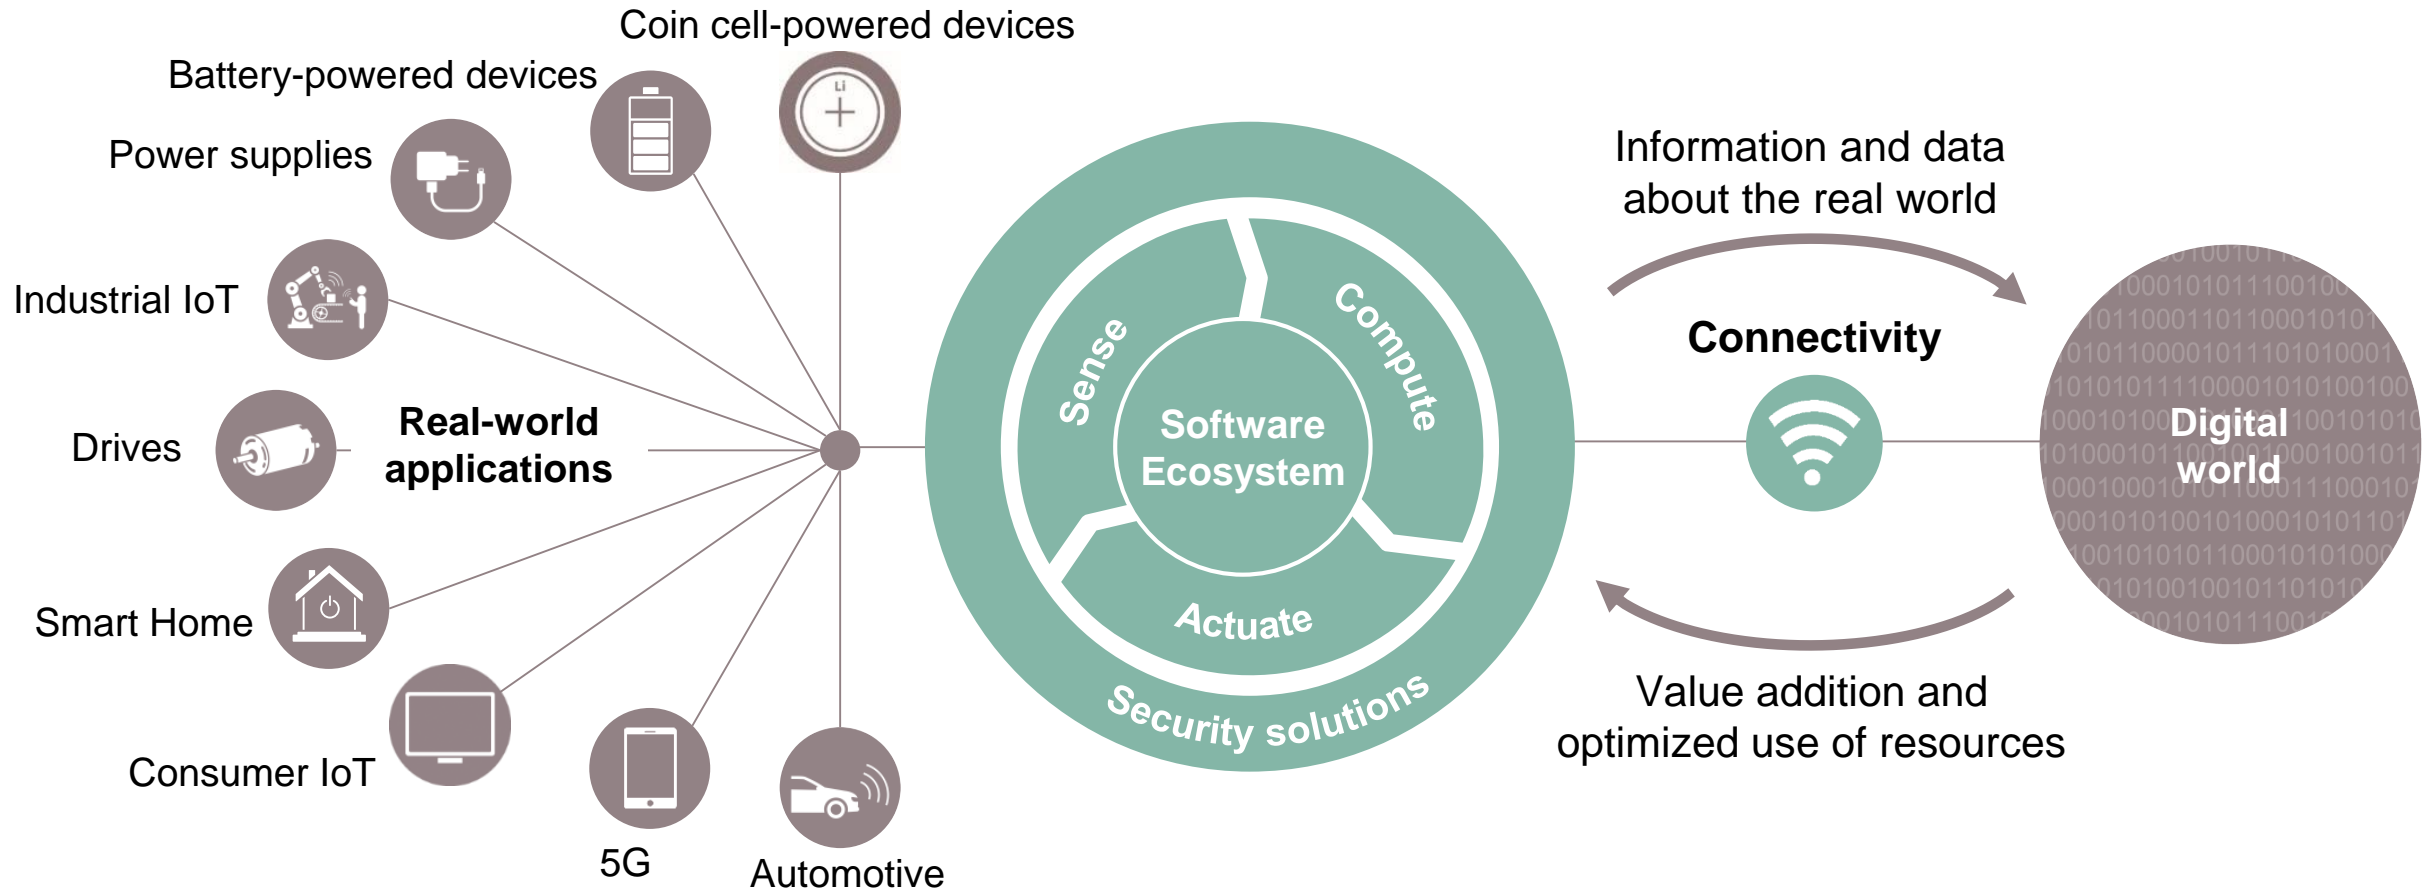 Coin cell-powered devices
Battery-powered devices
Power supplies
Li
Industrial IoT
Drives
Real-world
applications
Smart Home
Consumer IoT
5G
Automotive
Sense
Compute
Actuate
Software
Ecosystem
Security solutions
Information and data
about the real world
Connectivity
Value addition and
optimized use of resources
Digital
world